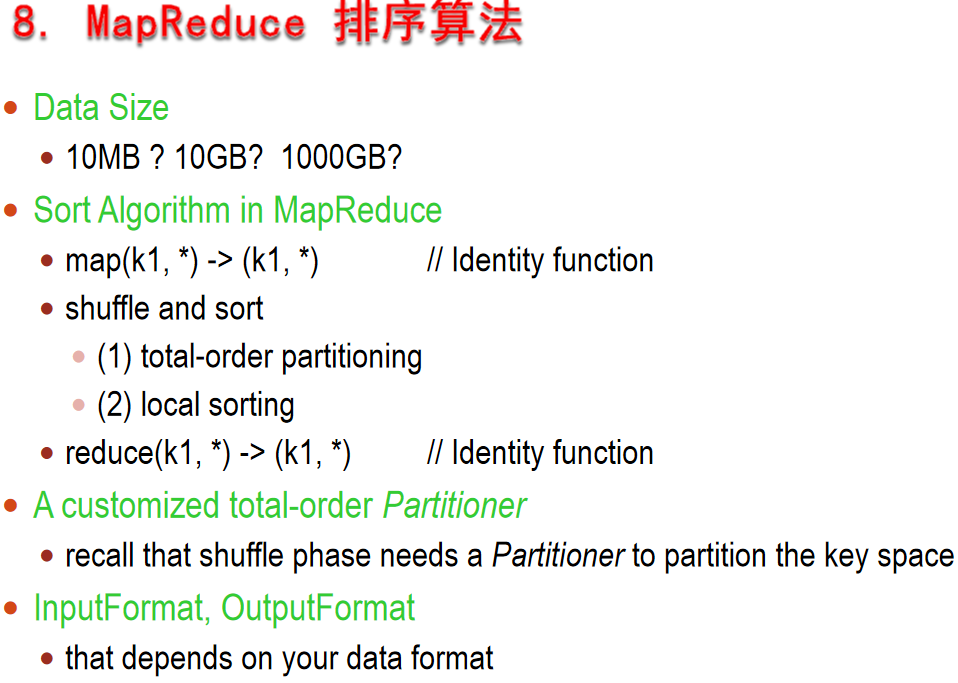 8. MapReduce 排序算法
• Data Size
• 10MB ? 10GB? 1000GB?
• Sort Algorithm in MapReduce
• map(k1, *) -> (k1, *) // Identity function
• shuffle and sort
• (1) total-order partitioning
• (2) local sorting
• reduce(k1, *) -> (k1, *) // Identity function
• A customized total-order Partitioner
• recall that shuffle phase needs a Partitioner to partition the key space
• InputFormat, OutputFormat
• that depends on your data format